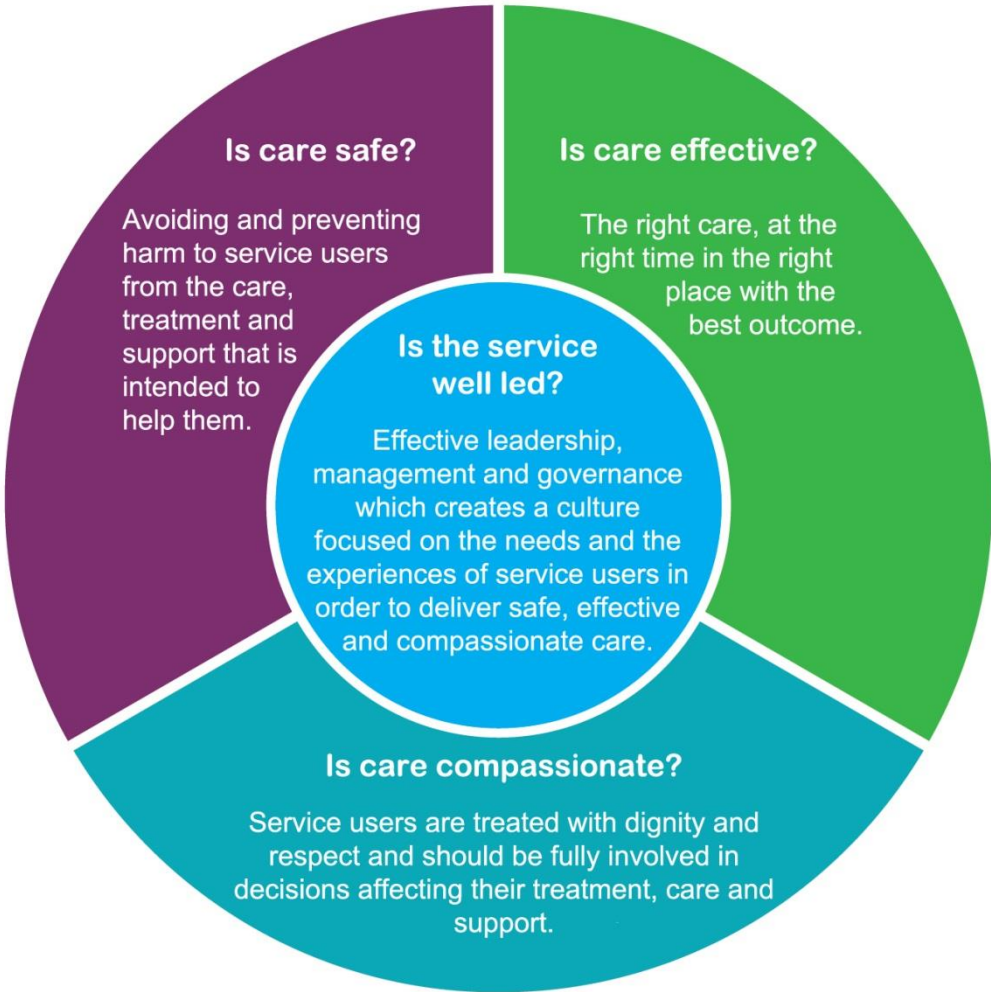 Is care safe?
Avoiding and preventing
harm to service users
from the care,
treatment and
support that is
intended to
help them.
Is care effective?
The right care, at the
right time in the right
place with the
best outcome.
Is the service
well led?
Effective leadership,
management and governance
which creates a culture
focused on the needs and the
experiences of service users in
order to deliver safe, effective
and compassionate care.
Is care compassionate?
Service users are treated with dignity and
respect and should be fully involved in
decisions affecting their treatment, care and
support.